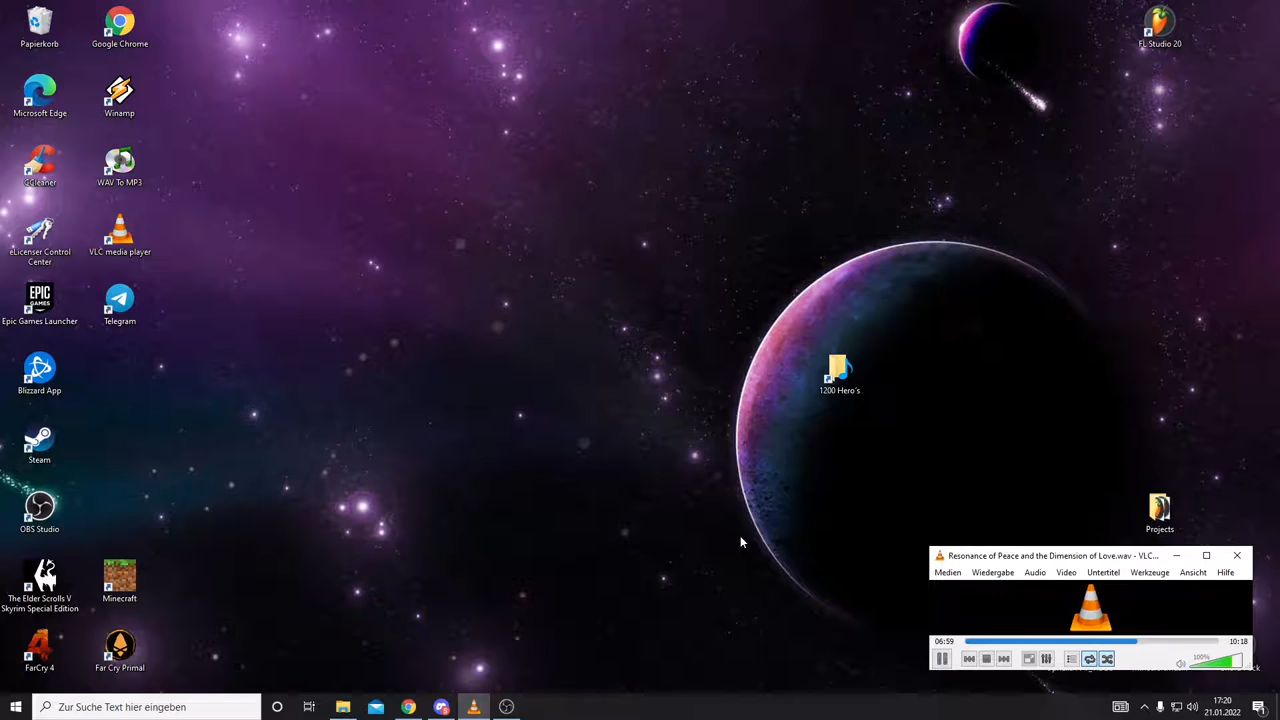 Papierkorb
Google Chrome
FL Studio 20
Microsoft Edge
Winamp
CCleaner
WAV To MP3
eLicenser Control
Center
VLC media player
EPIC
GAMES
Epic Games Launcher
Telegram
Blizzard App
1200 Hero's
Steam
OBS Studio
Projects
The Elder Scrolls V
Skyrim Special Edition
Minecraft
4
FarCry 4
Far Cry Primal
Resonance of Peace and the Dimension of Love.wav - VLC...
Medien Wiedergabe Audio Video Untertitel Werkzeuge Ansicht Hilfe
06:59 10:18
100%
Zur Suche Text hier eingeben
17:20
21.01.2022
1